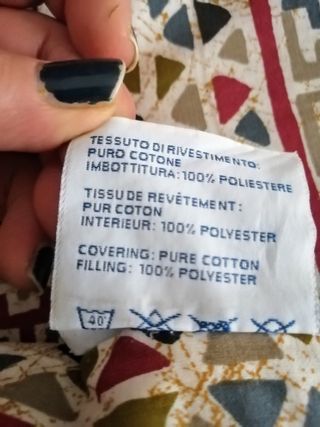 TESSUTO DI RIVESTIMENTO:
PURO COTONE
IMBOTTITURA: 100% POLIESTERE
TISSU DE REVÊTEMENT:
PUR COTON
INTERIEUR: 100% POLYESTER
COVERING: PURE COTTON
FILLING: 100% POLYESTER
40°